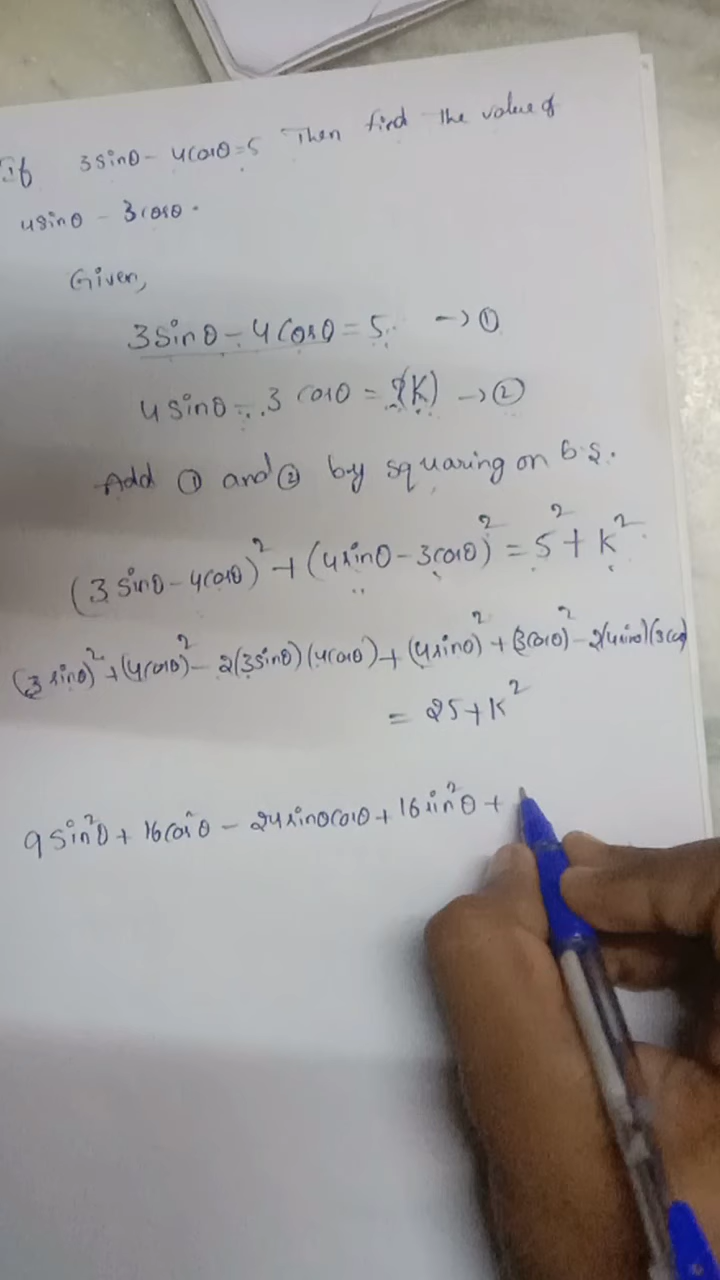 If 3sinθ - 4cosθ=5 Then find the value of
4sinθ - 3cosθ.
Given,
3sinθ - 4cosθ = 5. -> ①
4sinθ - 3 cosθ = ?(K) -> ②
Add ① and ② by squaring on b.s.
(3sinθ - 4cosθ)² + (4sinθ - 3cosθ)² = 5² + K²
(3sinθ)² + (4cosθ)² - 2(3sinθ)(4cosθ) + (4sinθ)² + (3cosθ)² - 2(4sinθ)(3cosθ)
= 25 + K²
9sin²θ + 16cos²θ - 24sinθcosθ + 16sin²θ +